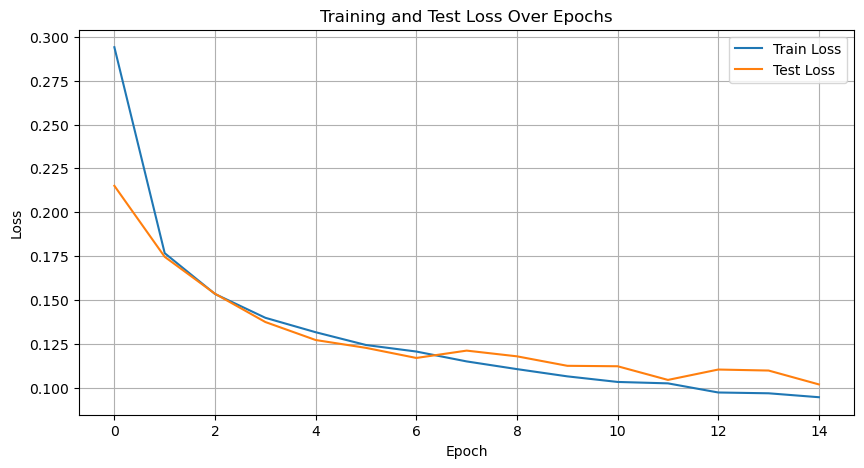 Training and Test Loss Over Epochs
Train Loss
Test Loss
0.300
0.275
0.250
0.225
0.200
0.175
0.150
0.125
0.100
Loss
0 2 4 6 8 10 12 14
Epoch